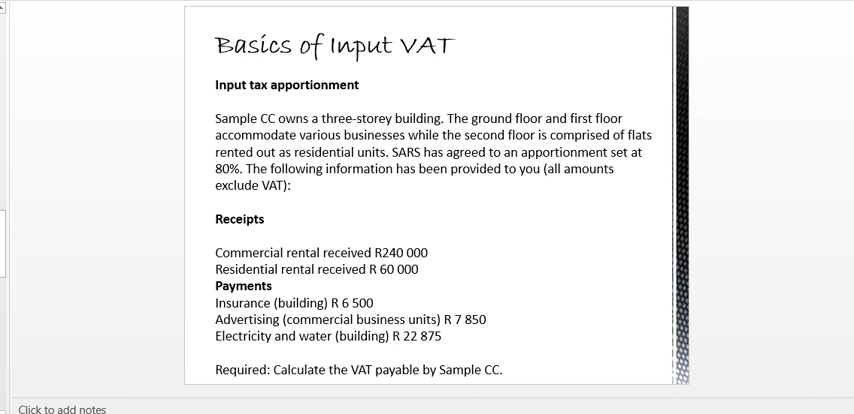 Basics of Input VAT
Input tax apportionment
Sample CC owns a three-storey building. The ground floor and first floor
accommodate various businesses while the second floor is comprised of flats
rented out as residential units. SARS has agreed to an apportionment set at
80%. The following information has been provided to you (all amounts
exclude VAT):
Receipts
Commercial rental received R240 000
Residential rental received R 60 000
Payments
Insurance (building) R 6 500
Advertising (commercial business units) R 7 850
Electricity and water (building) R 22 875
Required: Calculate the VAT payable by Sample CC.
Click to add notes